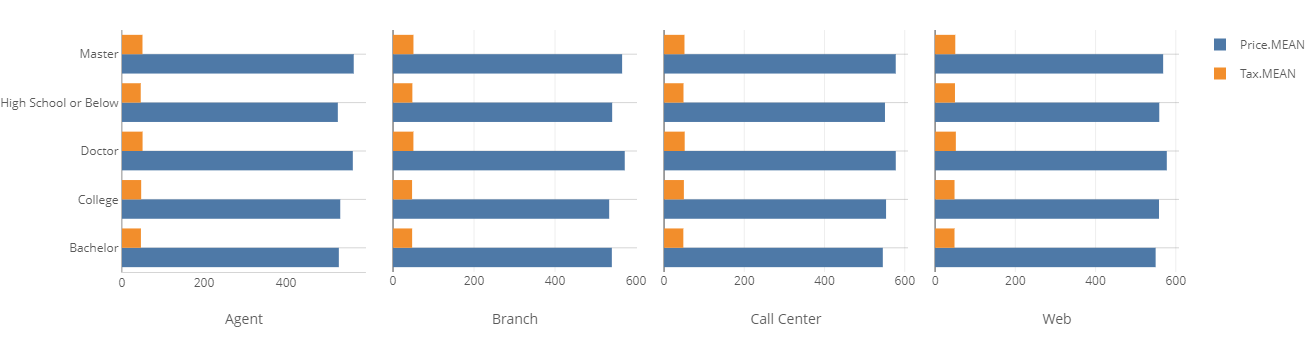 Master
High School or Below
Doctor
College
Bachelor
0 200 400
0 200 400 600
0 200 400 600
0 200 400 600
Agent
Branch
Call Center
Web
Price.MEAN
Tax.MEAN